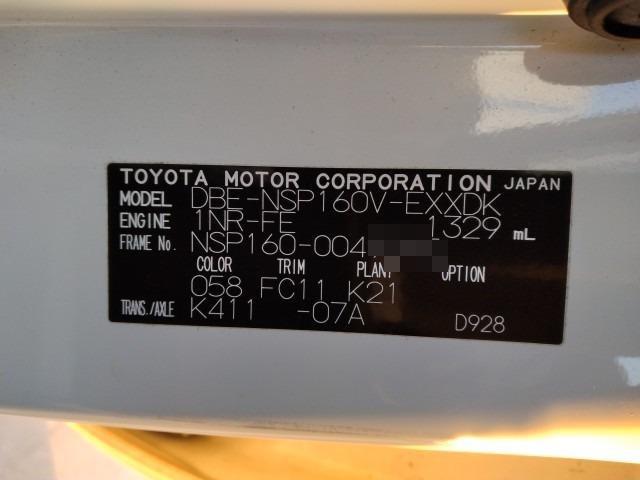 TOYOTA MOTOR CORPORATION JAPAN
MODEL DBE-NSP160V-EXXDK
ENGINE 1NR-FE 1329 mL
FRAME No. NSP160-004
COLOR TRIM PLANT OPTION
058 FC11 K21
TRANS./AXLE K411 -07A D928